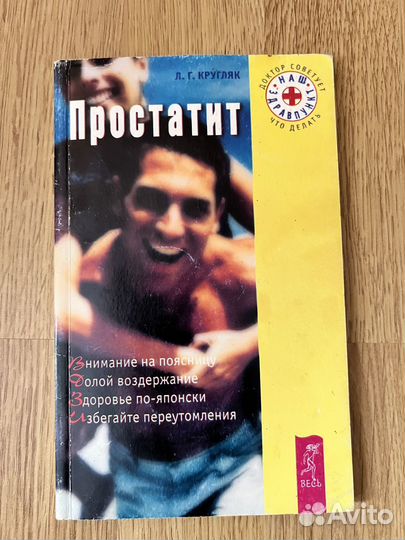 Л. Г. КРУГЛЯК
Простатит
ДОКТОР СОВЕТУЕТ
НАШ
ЗДРАВПУНКТ
ЧТО ДЕЛАТЬ
Внимание на поясницу
Долой воздержание
Здоровье по-японски
Избегайте переутомления
ВЕСЬ
Avito